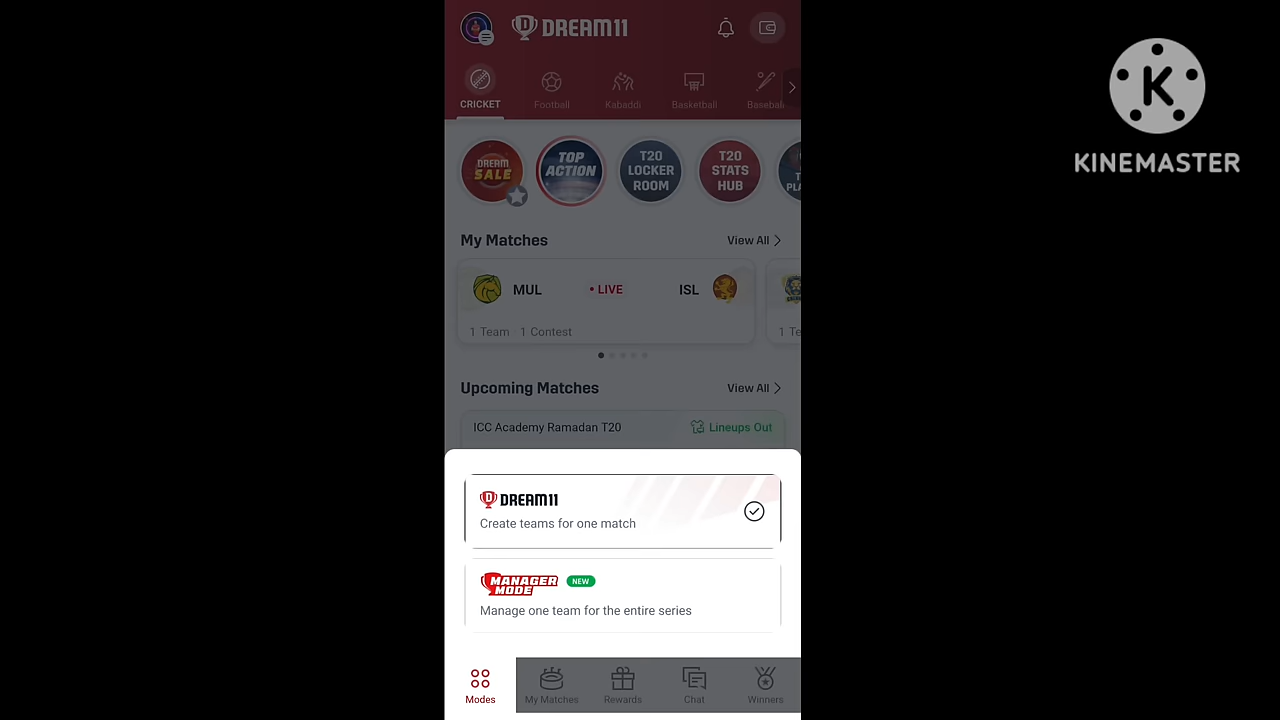 DREAM11
KINEMASTER
CRICKET Football Kabaddi Basketball Baseball
DREAM SALE
TOP ACTION
T20 LOCKER ROOM
T20 STATS HUB
My Matches View All
MUL • LIVE ISL
1 Team 1 Contest
Upcoming Matches View All
ICC Academy Ramadan T20 Lineups Out
DREAM11
Create teams for one match
MANAGER MODE NEW
Manage one team for the entire series
Modes My Matches Rewards Chat Winners